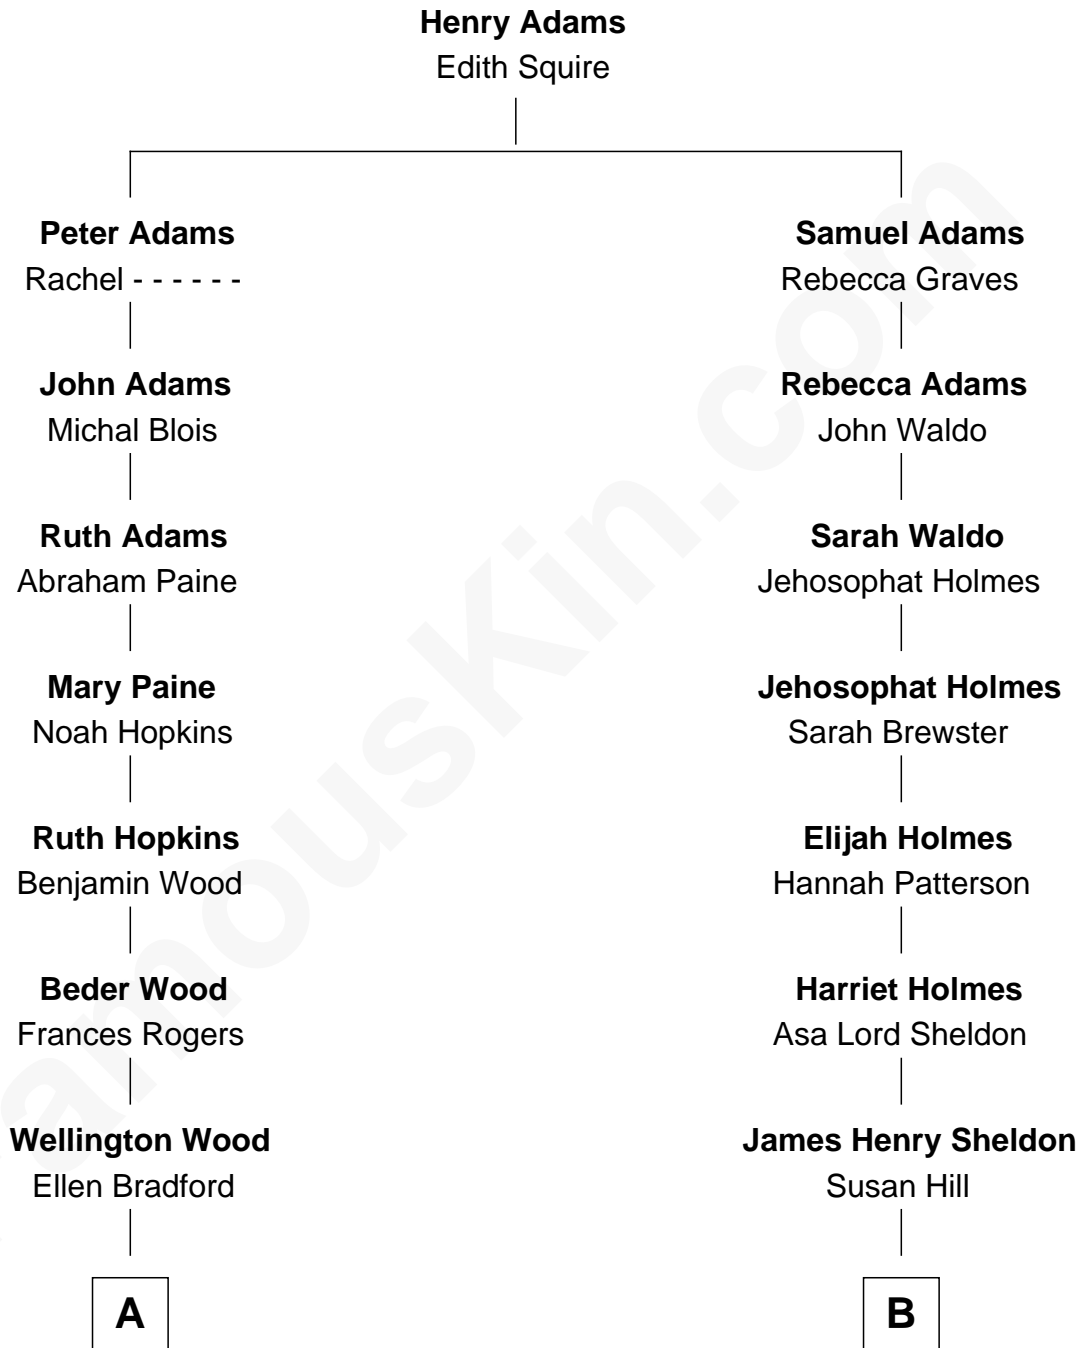 Henry Adams
Edith Squire
Peter Adams
Rachel - - - - - -
Samuel Adams
Rebecca Graves
John Adams
Michal Blois
Rebecca Adams
John Waldo
Ruth Adams
Abraham Paine
Sarah Waldo
Jehosophat Holmes
Mary Paine
Noah Hopkins
Jehosophat Holmes
Sarah Brewster
Ruth Hopkins
Benjamin Wood
Elijah Holmes
Hannah Patterson
Beder Wood
Frances Rogers
Harriet Holmes
Asa Lord Sheldon
Wellington Wood
Ellen Bradford
James Henry Sheldon
Susan Hill
A
B
amousKin.com